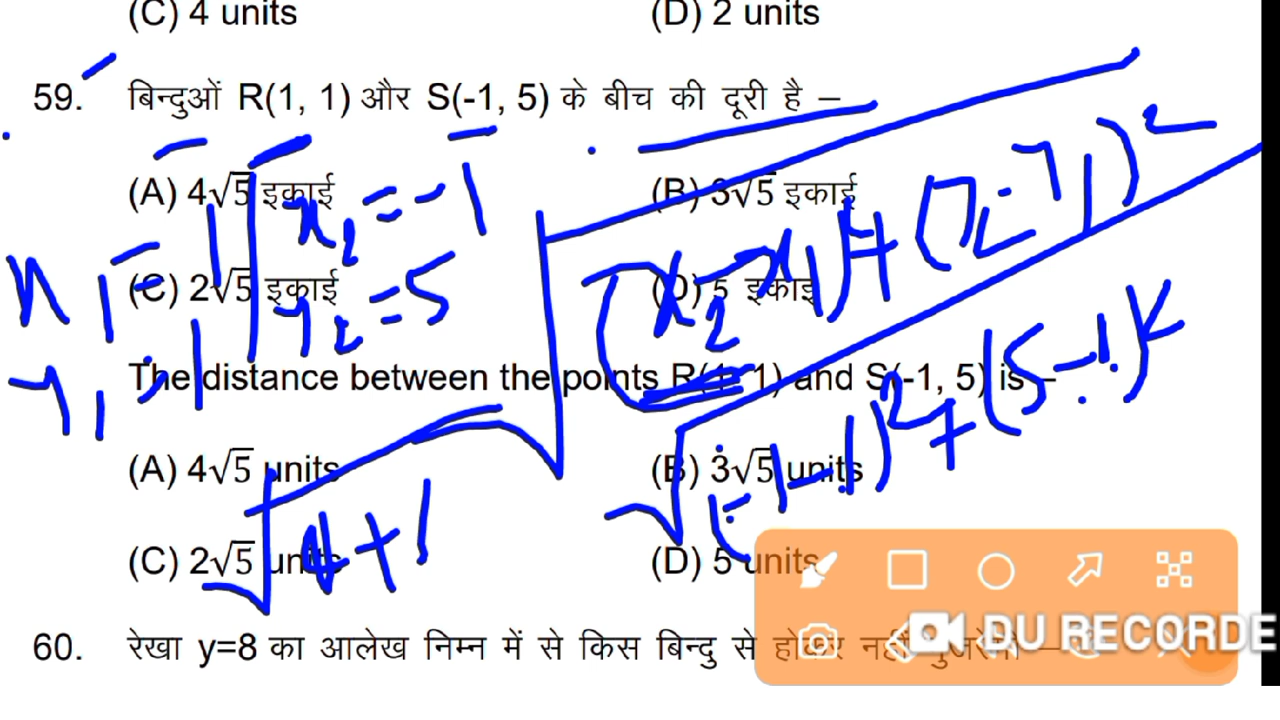 (C) 4 units (D) 2 units
59. बिन्दुओं R(1, 1) और S(-1, 5) के बीच की दूरी है –
(A) 4√5 इकाई (B) 3√5 इकाई
(C) 2√5 इकाई (D) 5 इकाई
x₁ = 1 x₂ = -1
y₁ = 1 y₂ = 5
√(x₂-x₁)²+(y₂-y₁)²
The distance between the points R(1, 1) and S(-1, 5) is –
√(-1-1)²+(5-1)²
(A) 4√5 units (B) 3√5 units
(C) 2√5 units (D) 5 units
√4+1
60. रेखा y=8 का आलेख निम्न में से किस बिन्दु से होकर नहीं
DU RECORDE